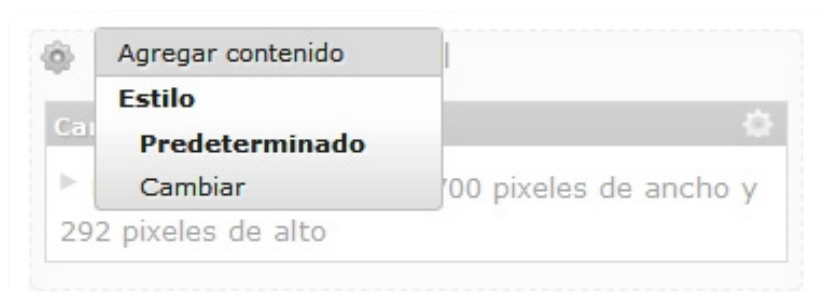 Agregar contenido
Estilo
Predeterminado
Cambiar
700 pixeles de ancho y
292 pixeles de alto